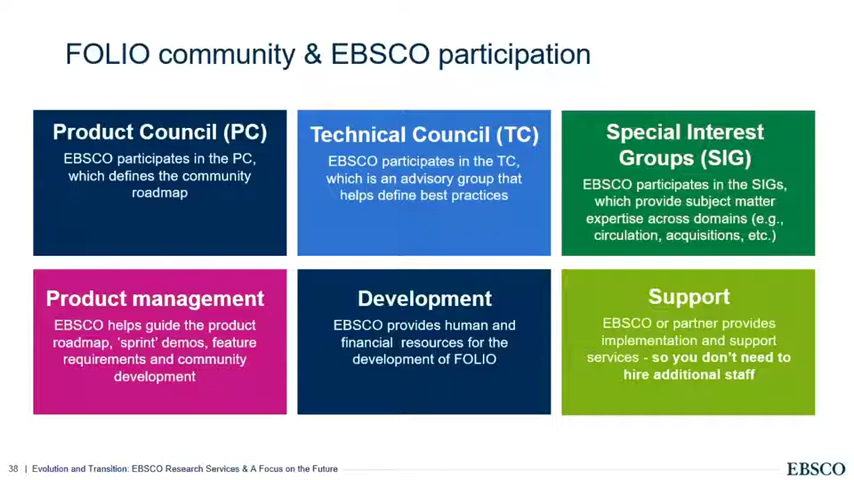 FOLIO community & EBSCO participation
Product Council (PC)
EBSCO participates in the PC,
which defines the community
roadmap
Technical Council (TC)
EBSCO participates in the TC,
which is an advisory group that
helps define best practices
Special Interest
Groups (SIG)
EBSCO participates in the SIGs,
which provide subject matter
expertise across domains (e.g.,
circulation, acquisitions, etc.)
Product management
EBSCO helps guide the product
roadmap, ‘sprint’ demos, feature
requirements and community
development
Development
EBSCO provides human and
financial resources for the
development of FOLIO
Support
EBSCO or partner provides
implementation and support
services - so you don’t need to
hire additional staff
38 | Evolution and Transition: EBSCO Research Services & A Focus on the Future
EBSCO